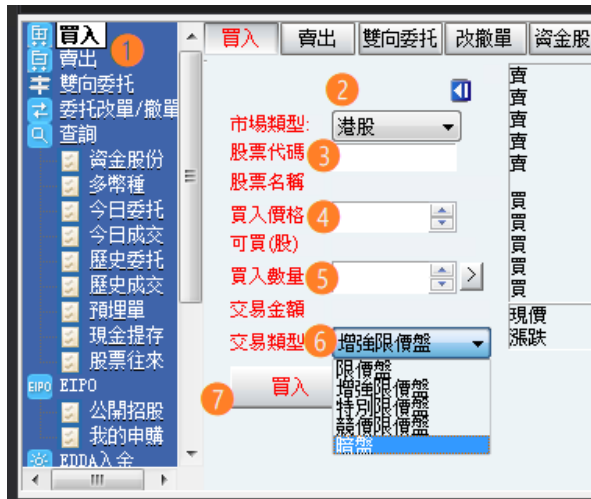 買入
1
賣出
雙向委托
委托改單/撤單
查詢
資金股份
多幣種
今日委托
今日成交
歷史委托
歷史成交
預埋單
現金提存
股票往來
EIPO EIPO
公開招股
我的申購
EDDA入金
買入 賣出 雙向委托 改撤單 資金股
2
市場類型: 港股
股票代碼 3
股票名稱
買入價格 4
可買(股)
買入數量 5 >
交易金額
交易類型 6 增強限價盤
限價盤
增強限價盤
特別限價盤
競價限價盤
暗盤
7 買入
賣
賣
賣
賣
賣
買
買
買
買
買
現價
漲跌